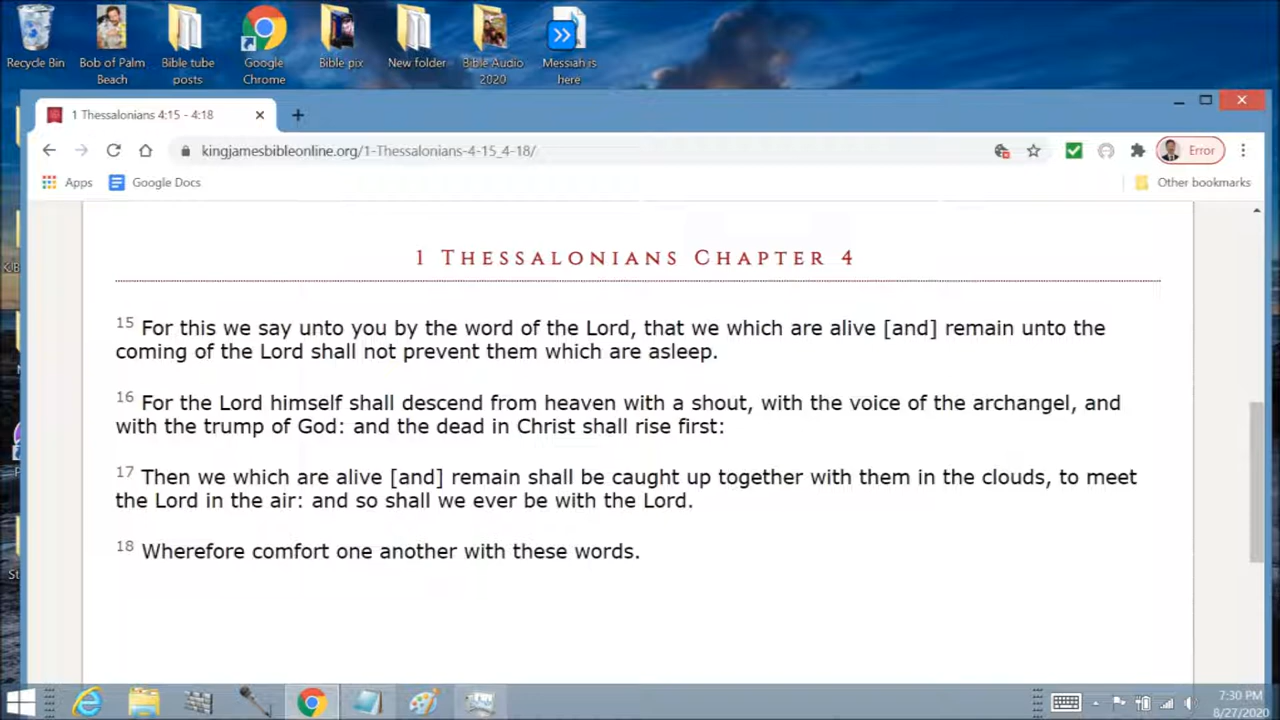 Recycle Bin
Bob of Palm Beach
Bible tube posts
Google Chrome
Bible pix
New folder
Bible Audio 2020
Messiah is here
1 Thessalonians 4:15 - 4:18
kingjamesbibleonline.org/1-Thessalonians-4-15_4-18/
Error
Apps
Google Docs
Other bookmarks
1 Thessalonians Chapter 4
15 For this we say unto you by the word of the Lord, that we which are alive [and] remain unto the
coming of the Lord shall not prevent them which are asleep.
16 For the Lord himself shall descend from heaven with a shout, with the voice of the archangel, and
with the trump of God: and the dead in Christ shall rise first:
17 Then we which are alive [and] remain shall be caught up together with them in the clouds, to meet
the Lord in the air: and so shall we ever be with the Lord.
18 Wherefore comfort one another with these words.
7:30 PM
8/27/2020